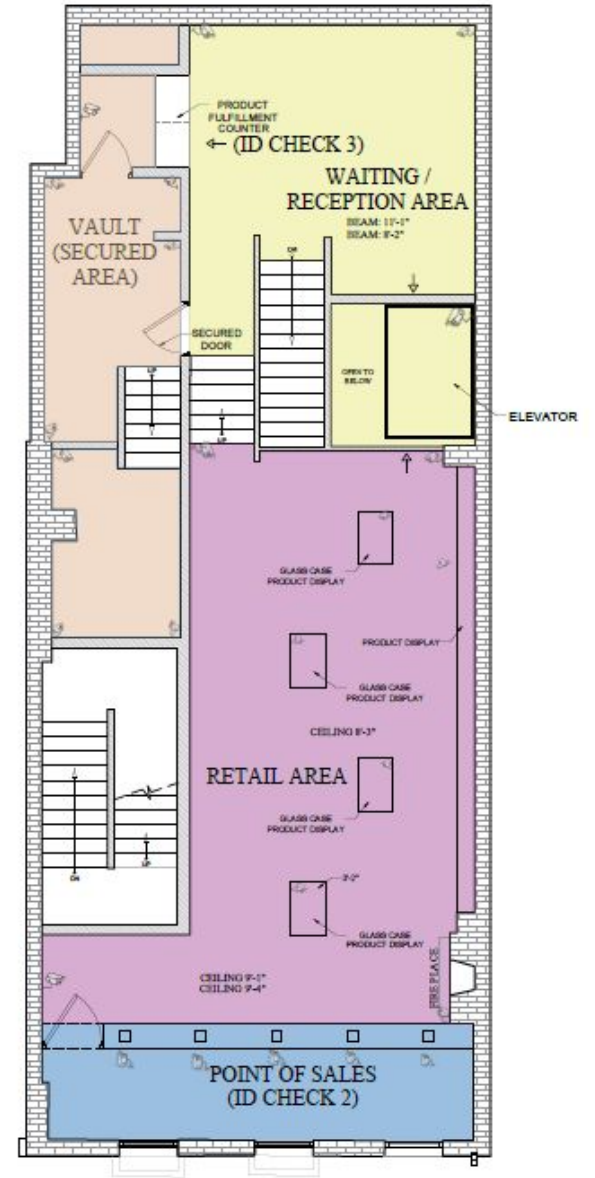 PRODUCT
FULFILLMENT
COUNTER
(ID CHECK 3)
WAITING /
RECEPTION AREA
BEAM: 11'-1"
BEAM: 8'-2"
VAULT
(SECURED
AREA)
DN
SECURED
DOOR
OPEN TO
BELOW
ELEVATOR
UP
UP
GLASS CASE
PRODUCT DISPLAY
PRODUCT DISPLAY
GLASS CASE
PRODUCT DISPLAY
CEILING 8'-3"
RETAIL AREA
GLASS CASE
PRODUCT DISPLAY
DN
UP
3'-2"
GLASS CASE
PRODUCT DISPLAY
FIRE PLACE
CEILING 9'-1"
CEILING 9'-4"
POINT OF SALES
(ID CHECK 2)